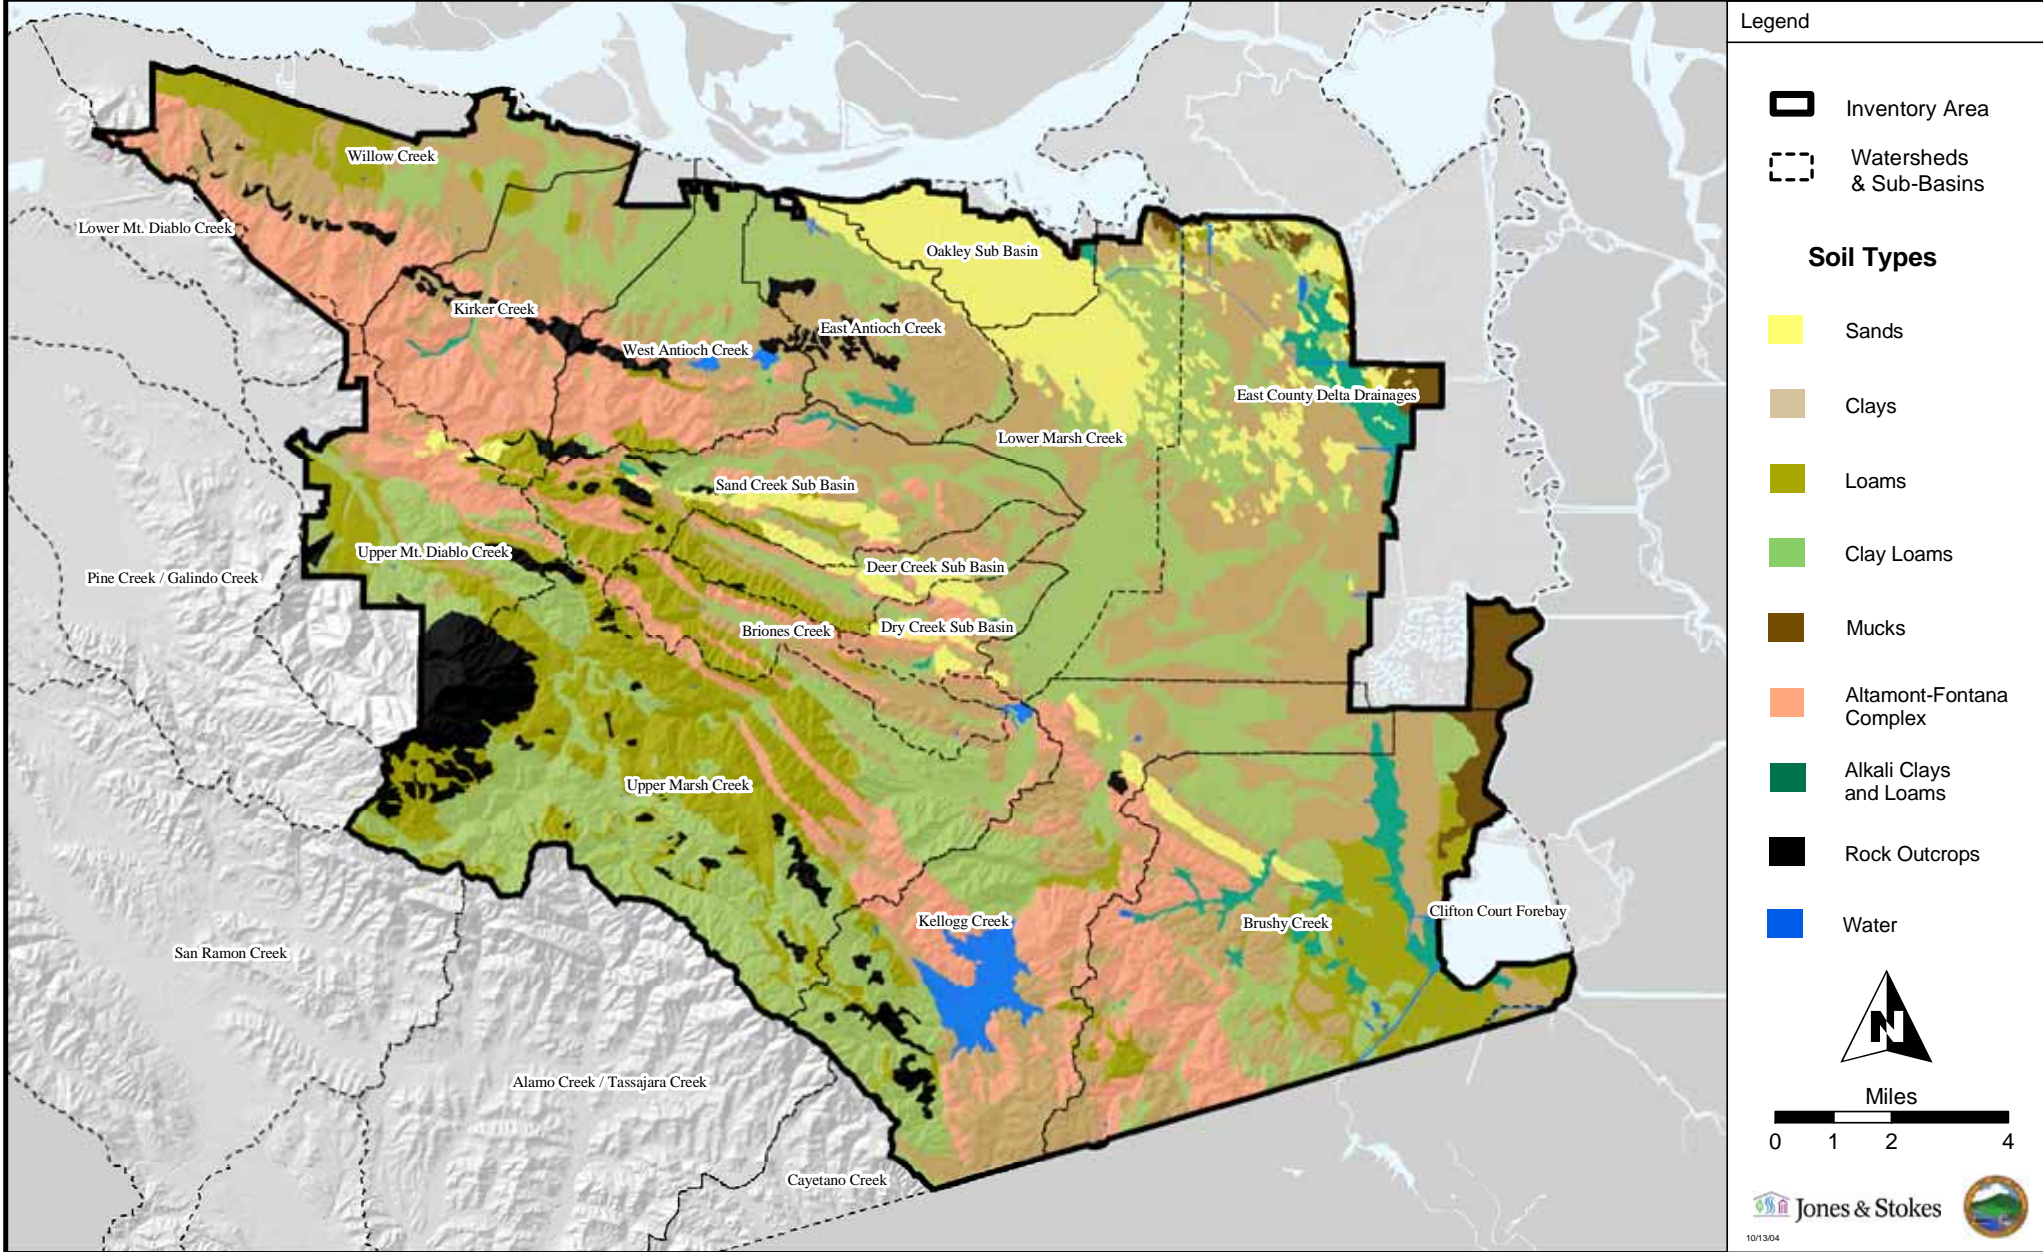 Legend
Inventory Area
Watersheds
& Sub-Basins
Soil Types
Sands
Clays
Loams
Clay Loams
Mucks
Altamont-Fontana
Complex
Alkali Clays
and Loams
Rock Outcrops
Water
N
Miles
0 1 2 4
Jones & Stokes
10/13/04
Willow Creek
Lower Mt. Diablo Creek
Oakley Sub Basin
Kirker Creek
East Antioch Creek
West Antioch Creek
East County Delta Drainages
Lower Marsh Creek
Sand Creek Sub Basin
Upper Mt. Diablo Creek
Deer Creek Sub Basin
Pine Creek / Galindo Creek
Briones Creek
Dry Creek Sub Basin
Upper Marsh Creek
Kellogg Creek
Brushy Creek
Clifton Court Forebay
San Ramon Creek
Alamo Creek / Tassajara Creek
Cayetano Creek